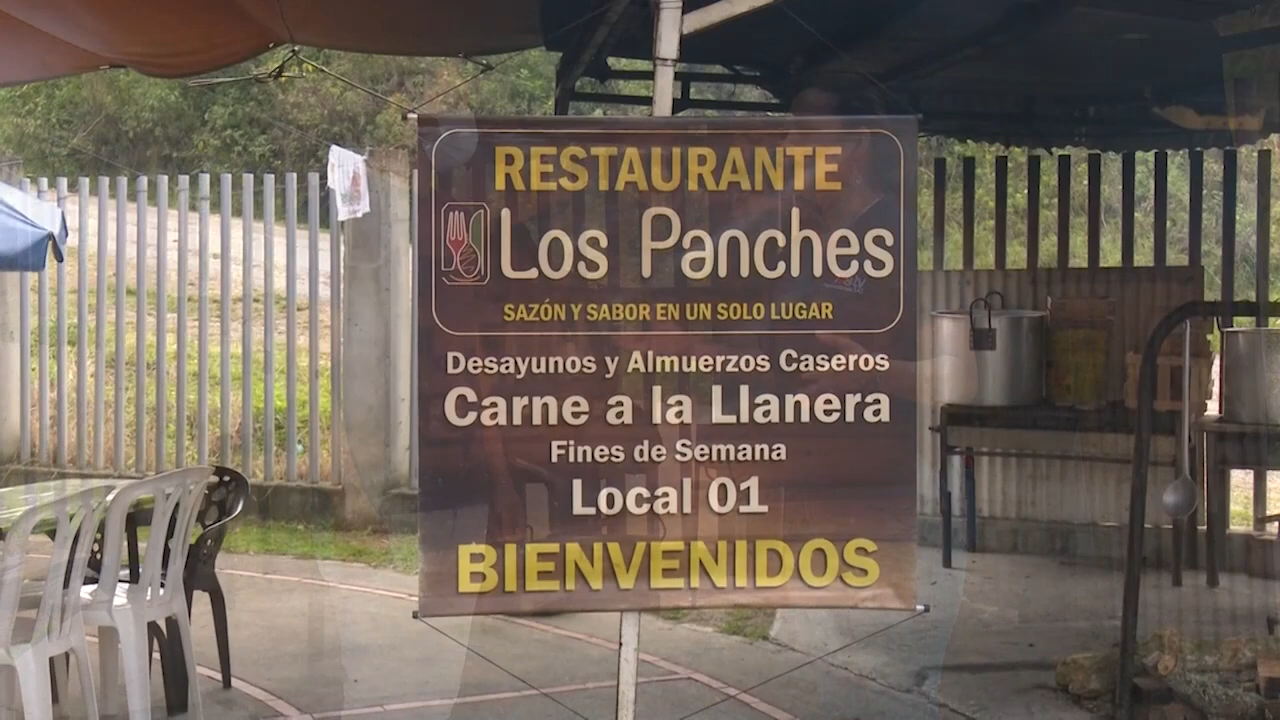 RESTAURANTE
Los Panches
SAZÓN Y SABOR EN UN SOLO LUGAR
Desayunos y Almuerzos Caseros
Carne a la Llanera
Fines de Semana
Local 01
BIENVENIDOS